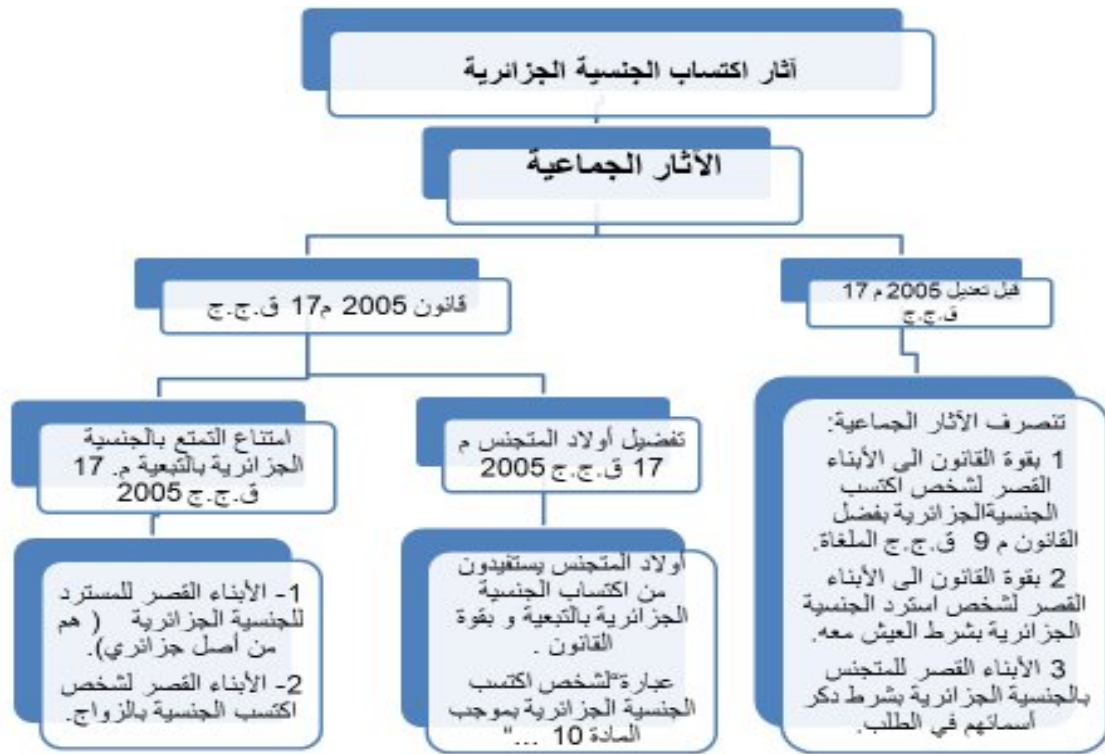 آثار اكتساب الجنسية الجزائرية
الآثار الجماعية
قبل تعديل 2005 م 17
ق.ج.ج
تنصرف الآثار الجماعية:
1 بقوة القانون الى الأبناء
القصر لشخص اكتسب
الجنسيةالجزائرية بفضل
القانون م 9 ق.ج.ج الملغاة.
2 بقوة القانون الى الأبناء
القصر لشخص استرد الجنسية
الجزائرية بشرط العيش معه.
3 الأبناء القصر للمتجنس
بالجنسية الجزائرية بشرط دكر
أسمائهم في الطلب.
قانون 2005 م17 ق.ج.ج
تفضيل أولاد المتجنس م
17 ق.ج.ج 2005
أولاد المتجنس يستفيدون
من اكتساب الجنسية
الجزائرية بالتبعية و بقوة
القانون .
عبارة"لشخص اكتسب
الجنسية الجزائرية بموجب
المادة 10 ..."
امتناع التمتع بالجنسية
الجزائرية بالتبعية م. 17
ق.ج.ج 2005
1- الأبناء القصر للمسترد
للجنسية الجزائرية ( هم
من أصل جزائري).
2- الأبناء القصر لشخص
اكتسب الجنسية بالزواج.